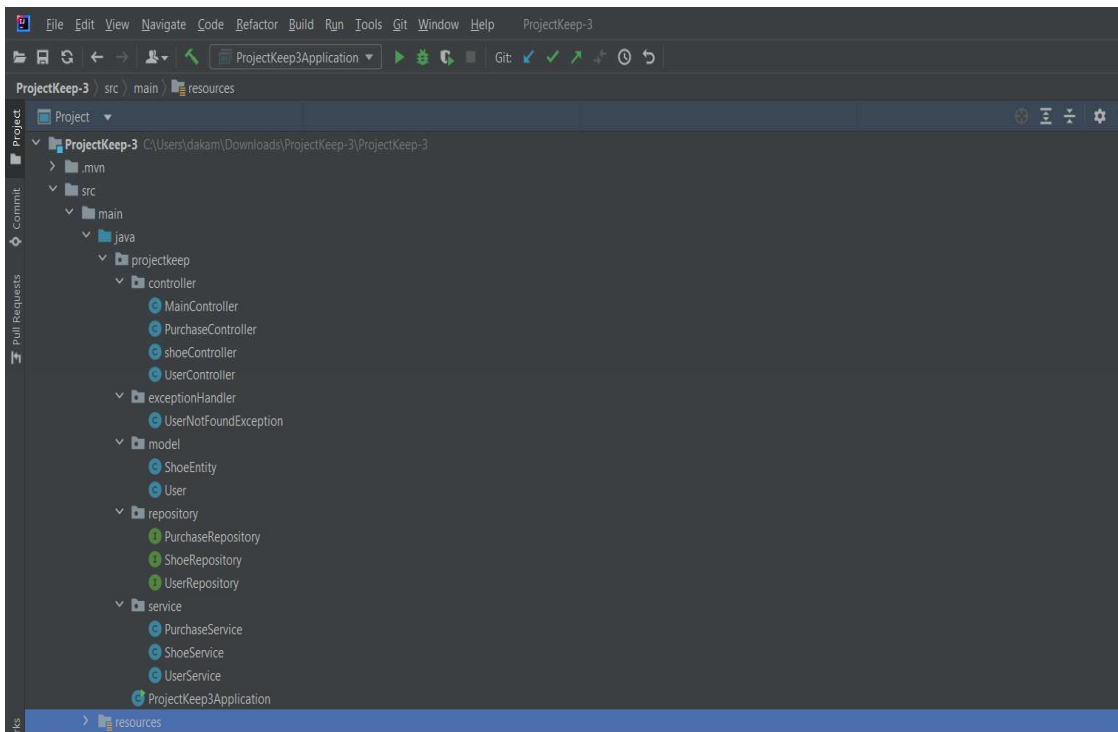 File Edit View Navigate Code Refactor Build Run Tools Git Window Help ProjectKeep-3
ProjectKeep3Application Git:
ProjectKeep-3 src main resources
Project
ProjectKeep-3 C:\Users\dakam\Downloads\ProjectKeep-3\ProjectKeep-3
.mvn
src
main
java
projectkeep
controller
MainController
PurchaseController
shoeController
UserController
exceptionHandler
UserNotFoundException
model
ShoeEntity
User
repository
PurchaseRepository
ShoeRepository
UserRepository
service
PurchaseService
ShoeService
UserService
ProjectKeep3Application
resources
Project
Commit
Pull Requests